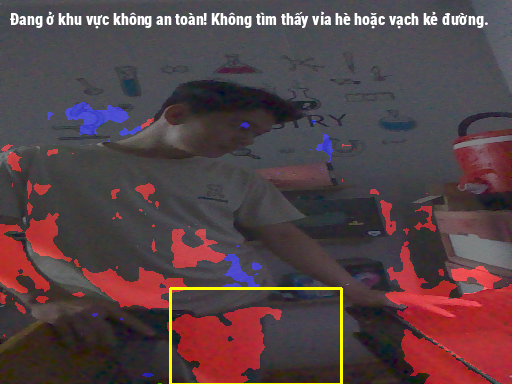 Đang ở khu vực không an toàn! Không tìm thấy vỉa hè hoặc vạch kẻ đường.